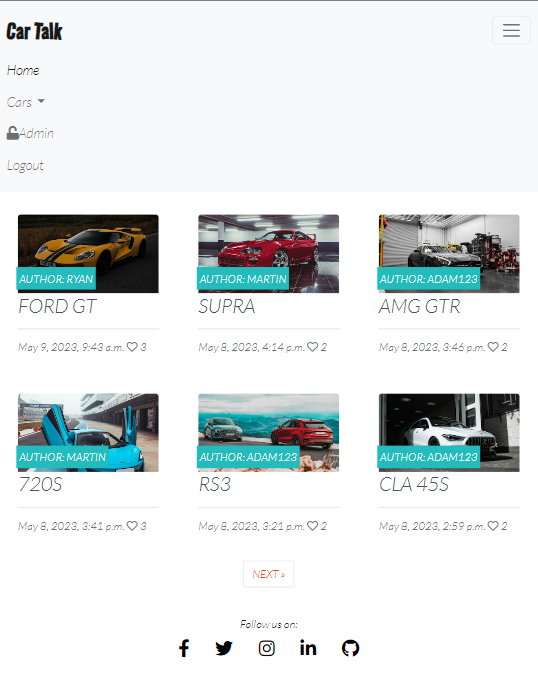 Car Talk
Home
Cars
Admin
Logout
AUTHOR: RYAN
FORD GT
May 9, 2023, 9:43 a.m. 3
AUTHOR: MARTIN
SUPRA
May 8, 2023, 4:14 p.m. 2
AUTHOR: ADAM123
AMG GTR
May 8, 2023, 3:46 p.m. 2
AUTHOR: MARTIN
720S
May 8, 2023, 3:41 p.m. 3
AUTHOR: ADAM123
RS3
May 8, 2023, 3:21 p.m. 2
AUTHOR: ADAM123
CLA 45S
May 8, 2023, 2:59 p.m. 2
NEXT »
Follow us on: